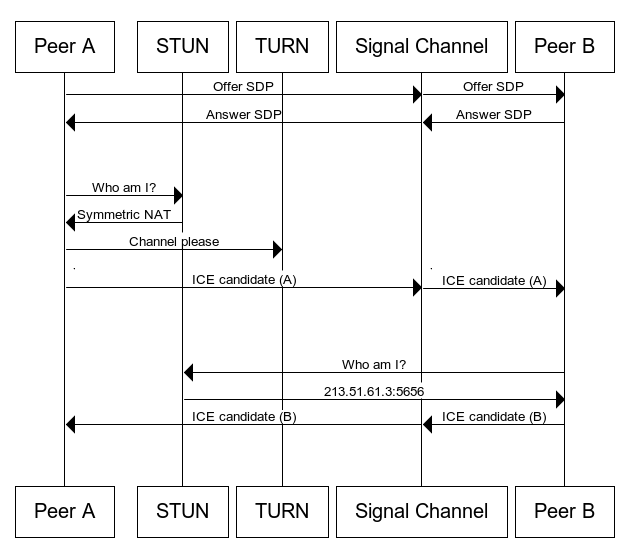 Peer A STUN TURN Signal Channel Peer B
Offer SDP Offer SDP
Answer SDP Answer SDP
Who am I?
Symmetric NAT
Channel please
ICE candidate (A) ICE candidate (A)
Who am I?
213.51.61.3:5656
ICE candidate (B) ICE candidate (B)
Peer A STUN TURN Signal Channel Peer B